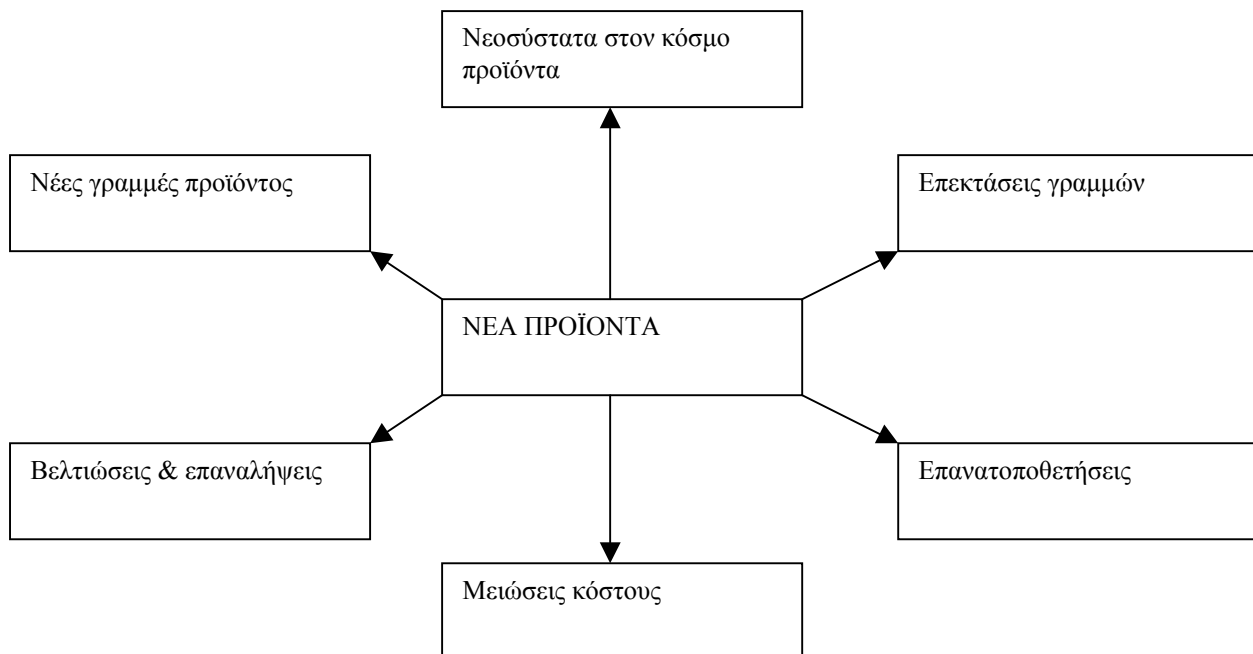 Νεοσύστατα στον κόσμο
προϊόντα
Νέες γραμμές προϊόντος
Επεκτάσεις γραμμών
ΝΕΑ ΠΡΟΪΟΝΤΑ
Βελτιώσεις & επαναλήψεις
Επανατοποθετήσεις
Μειώσεις κόστους